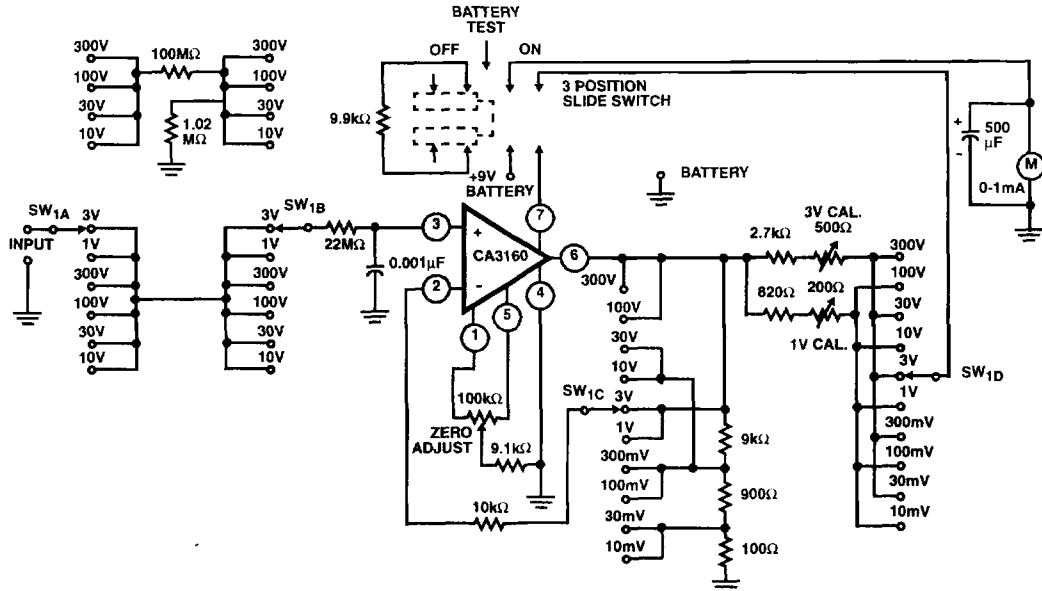 BATTERY
TEST
OFF
ON
3 POSITION
SLIDE SWITCH
9.9kΩ
+9V
BATTERY
BATTERY
+
-
500
µF
M
0-1mA
300V
100V
30V
10V
100MΩ
1.02
MΩ
300V
100V
30V
10V
SW1A
INPUT
3V
1V
300V
100V
30V
10V
3V
1V
300V
100V
30V
10V
SW1B
22MΩ
0.001µF
3
2
+
-
CA3160
7
6
4
5
1
100kΩ
ZERO
ADJUST
9.1kΩ
10kΩ
SW1C
300V
100V
30V
10V
3V
1V
300mV
100mV
30mV
10mV
9kΩ
900Ω
100Ω
3V CAL.
2.7kΩ
500Ω
820Ω
200Ω
1V CAL.
300V
100V
30V
10V
3V
1V
300mV
100mV
30mV
10mV
SW1D